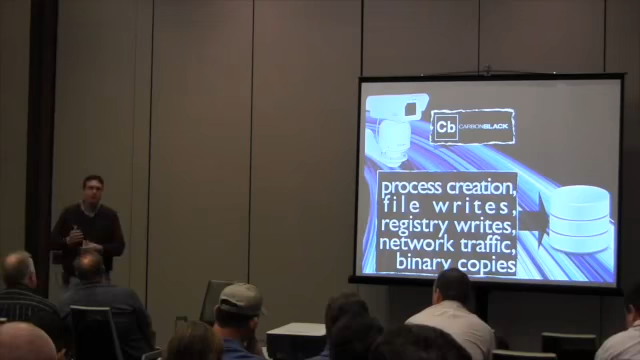 Cb CARBONBLACK
process creation,
file writes,
registry writes,
network traffic,
binary copies